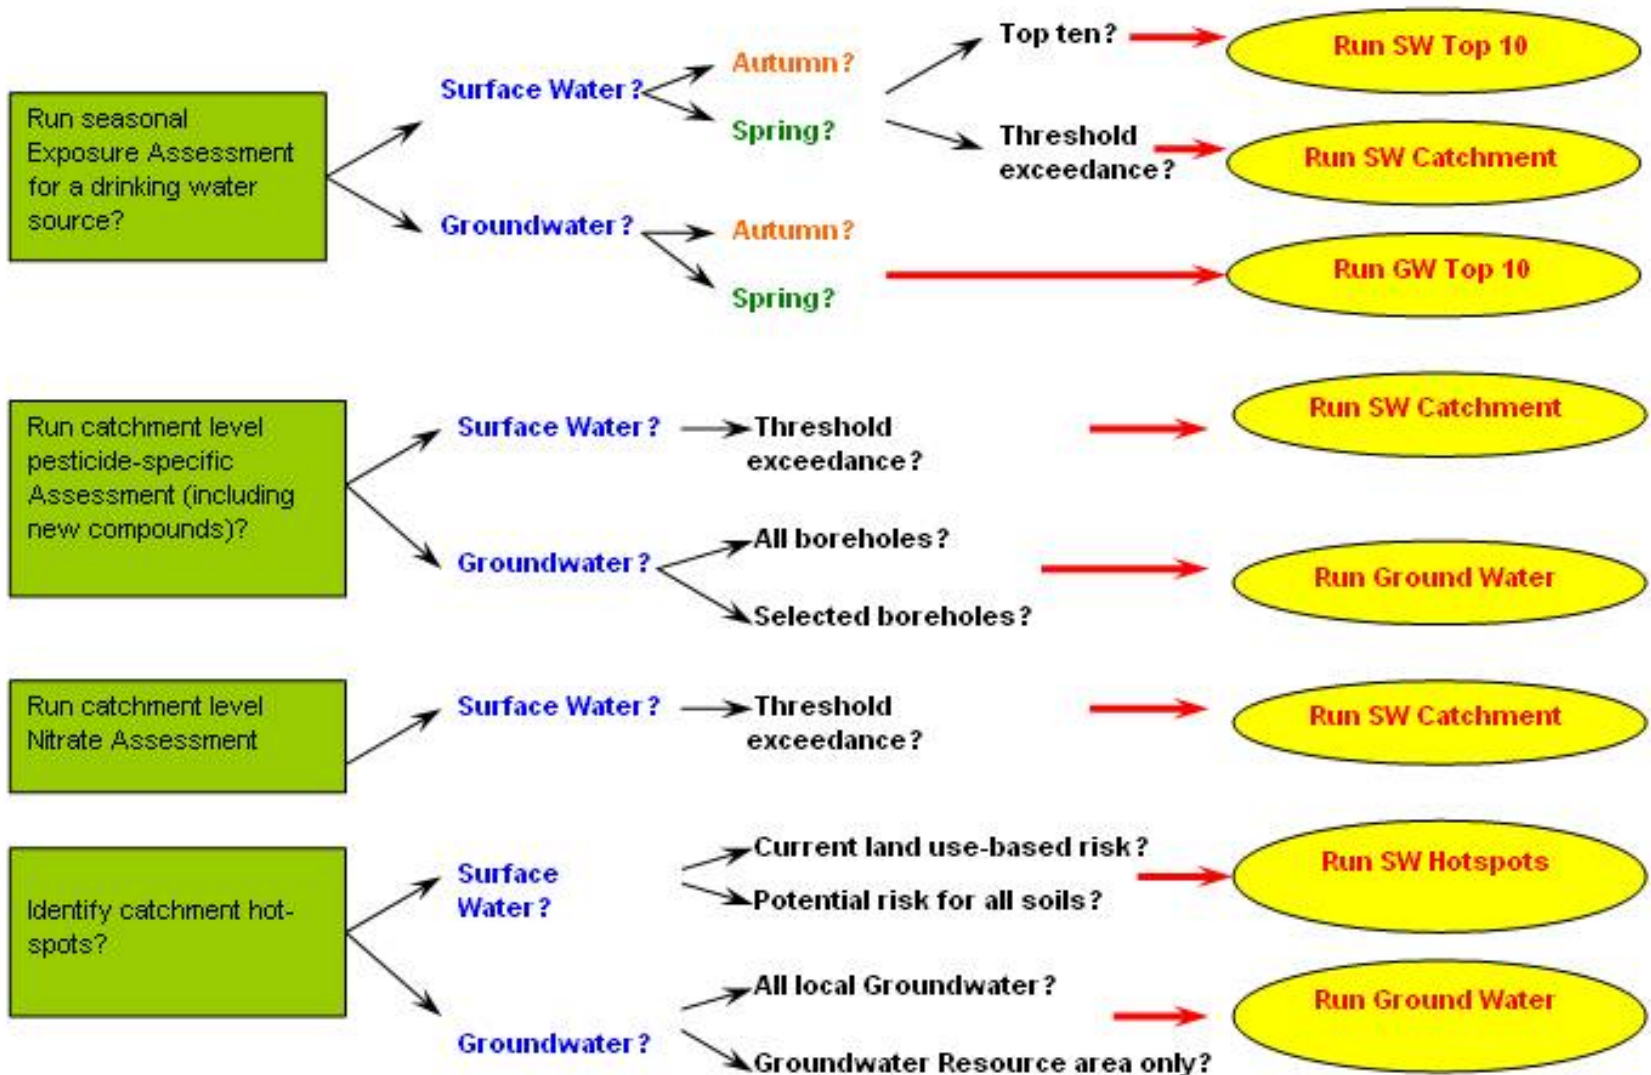 Run seasonal
Exposure Assessment
for a drinking water
source?
Surface Water?
Autumn?
Spring?
Top ten?
Run SW Top 10
Threshold
exceedance?
Run SW Catchment
Groundwater?
Autumn?
Spring?
Run GW Top 10
Run catchment level
pesticide-specific
Assessment (including
new compounds)?
Surface Water?
Threshold
exceedance?
Run SW Catchment
Groundwater?
All boreholes?
Selected boreholes?
Run Ground Water
Run catchment level
Nitrate Assessment
Surface Water?
Threshold
exceedance?
Run SW Catchment
Identify catchment hot-
spots?
Surface
Water?
Current land use-based risk?
Potential risk for all soils?
Run SW Hotspots
Groundwater?
All local Groundwater?
Groundwater Resource area only?
Run Ground Water